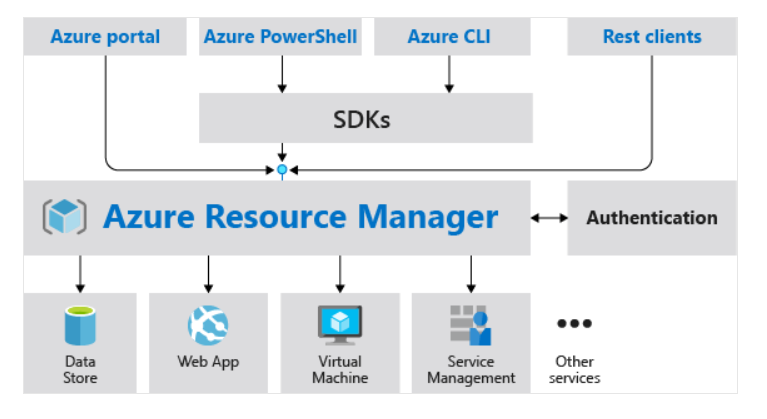 Azure portal
Azure PowerShell
Azure CLI
Rest clients
SDKs
Azure Resource Manager
Authentication
Data
Store
Web App
Virtual
Machine
Service
Management
Other
services